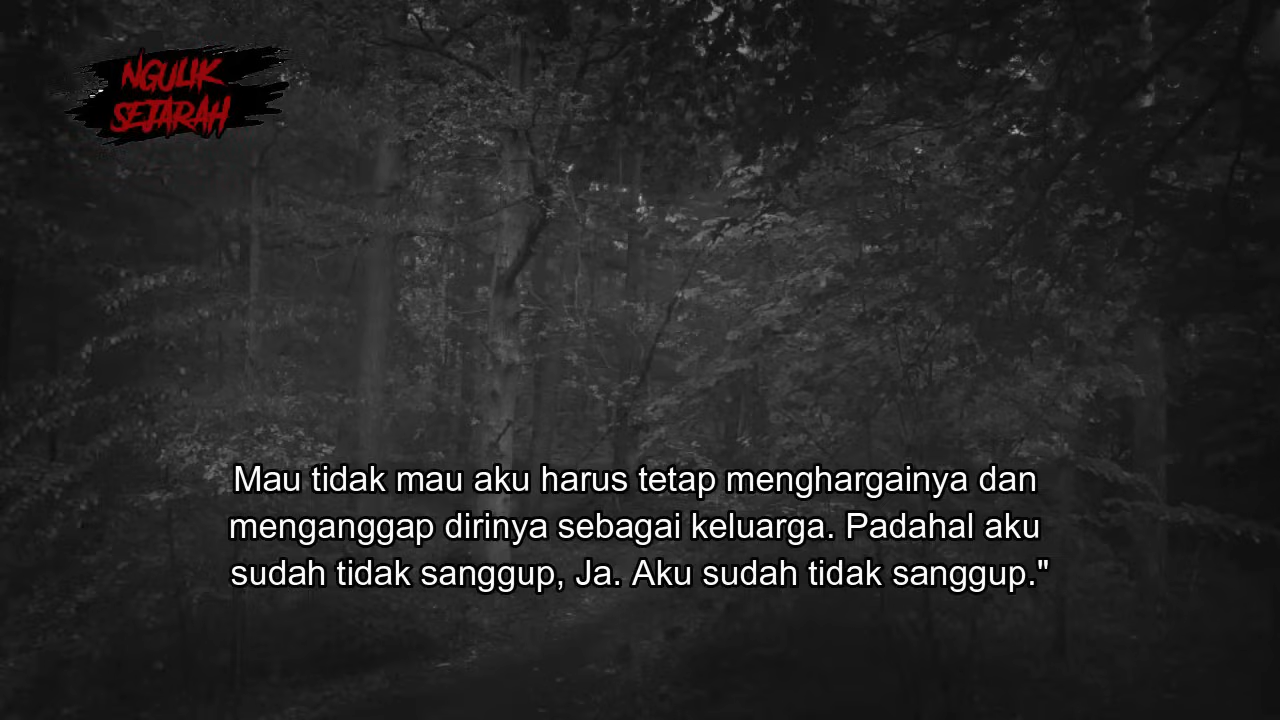 NGULIK
SEJARAH
Mau tidak mau aku harus tetap menghargainya dan
menganggap dirinya sebagai keluarga. Padahal aku
sudah tidak sanggup, Ja. Aku sudah tidak sanggup."